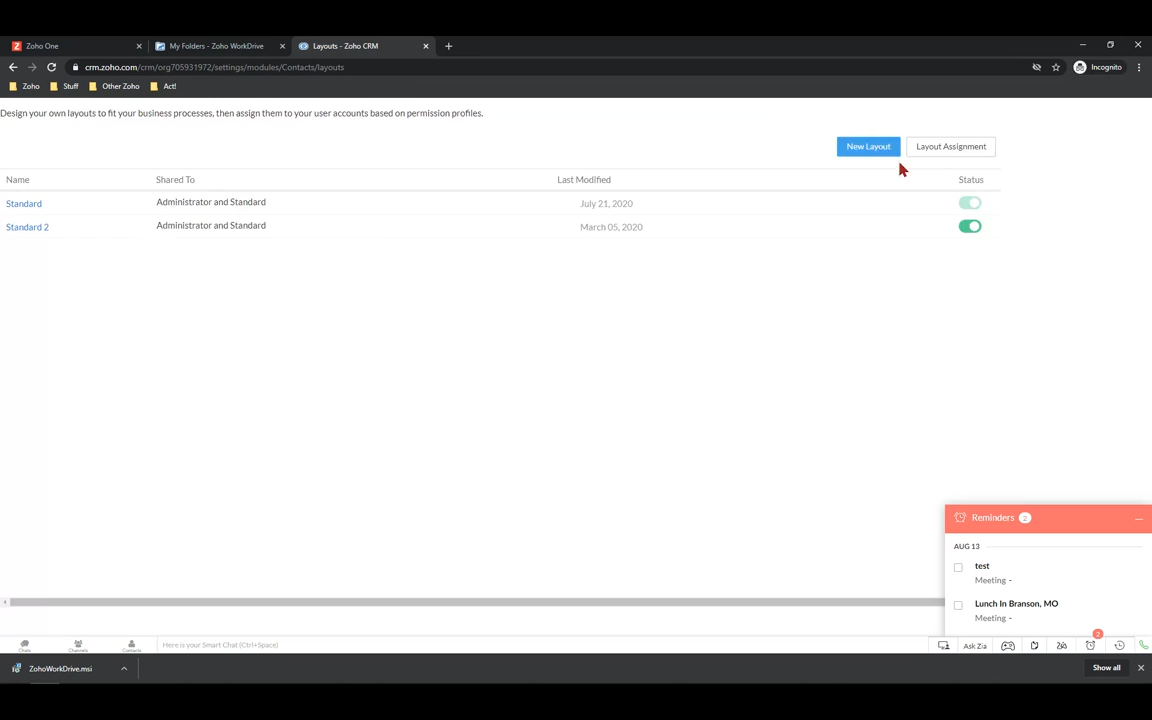 Zoho One
My Folders - Zoho WorkDrive
Layouts - Zoho CRM
crm.zoho.com/crm/org705931972/settings/modules/Contacts/layouts
Incognito
Zoho
Stuff
Other Zoho
Act!
Design your own layouts to fit your business processes, then assign them to your user accounts based on permission profiles.
New Layout
Layout Assignment
Name
Shared To
Last Modified
Status
Standard
Administrator and Standard
July 21, 2020
Standard 2
Administrator and Standard
March 05, 2020
Reminders 2
AUG 13
test
Meeting -
Lunch In Branson, MO
Meeting -
2
Chats
Channels
Contacts
Here is your Smart Chat (Ctrl+Space)
Ask Zia
ZohoWorkDrive.msi
Show all